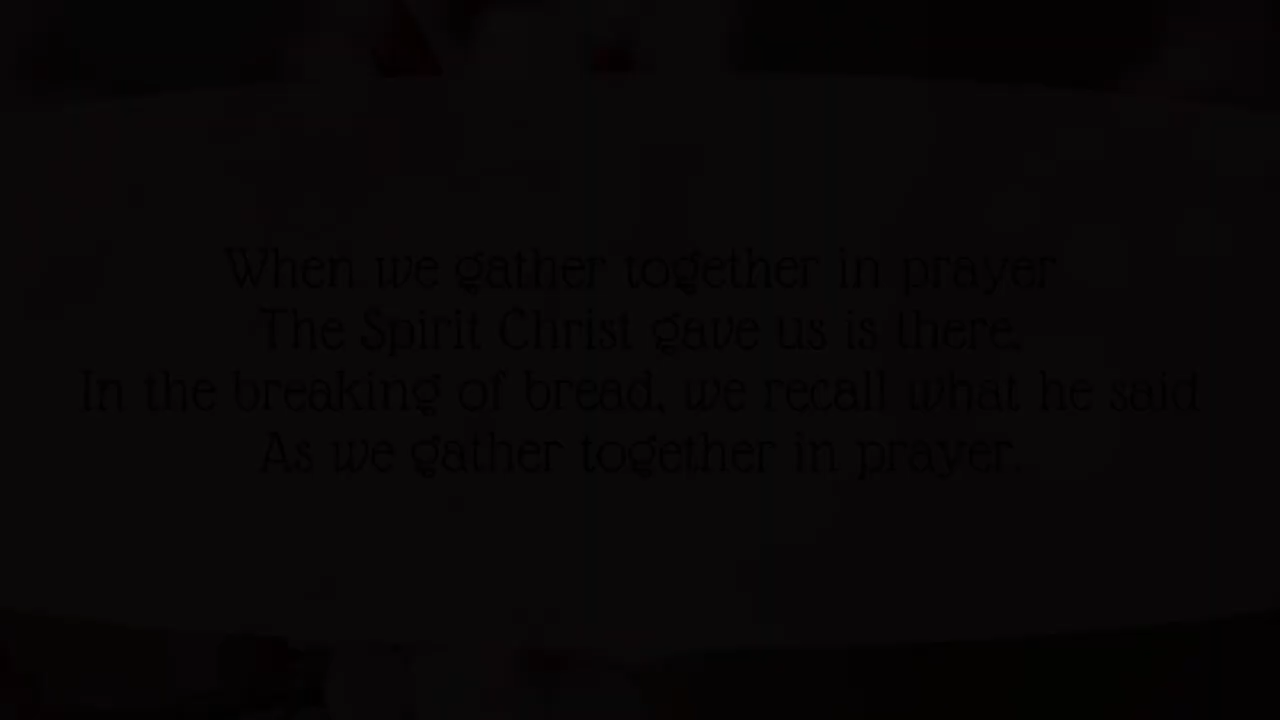 When we gather together in prayer
The Spirit Christ gave us is there.
In the breaking of bread, we recall what he said
As we gather together in prayer.